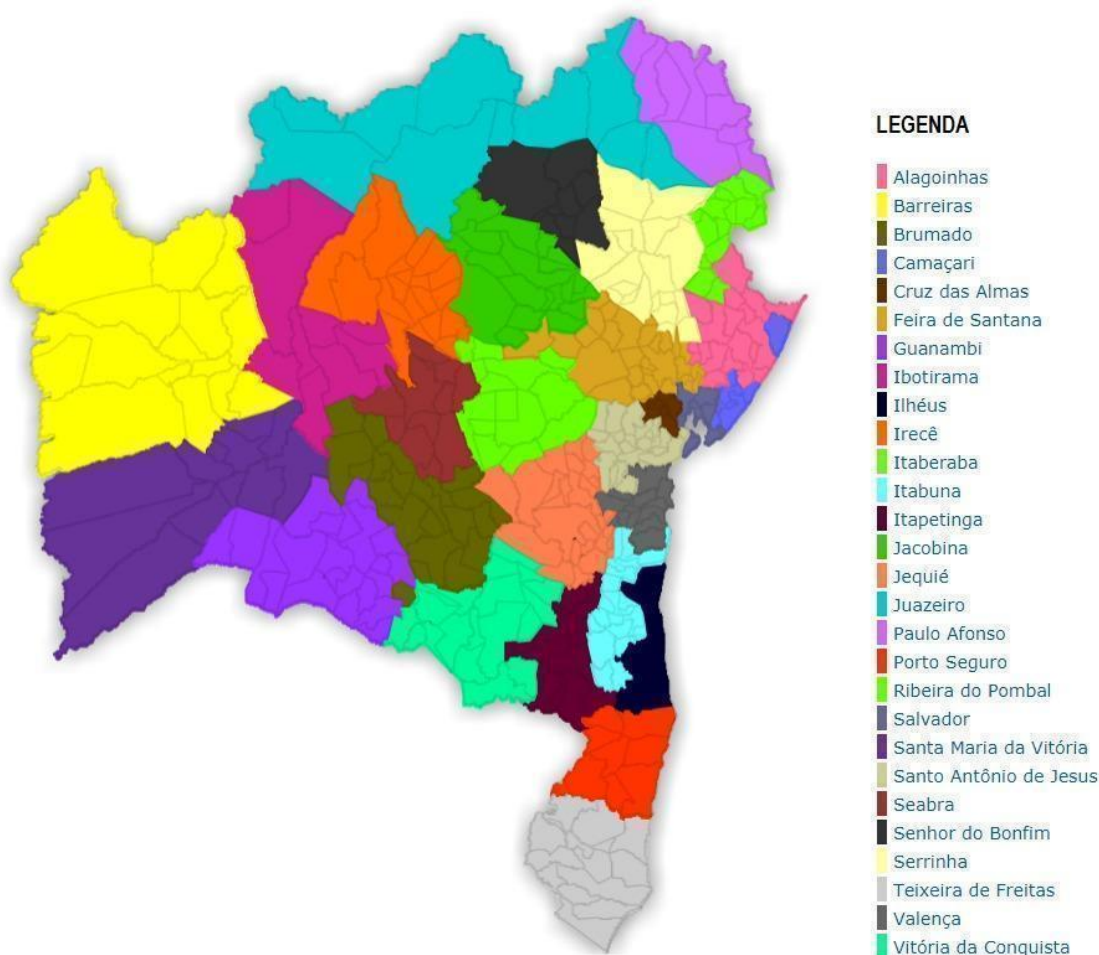 LEGENDA
Alagoinhas
Barreiras
Brumado
Camaçari
Cruz das Almas
Feira de Santana
Guanambi
Ibotirama
Ilhéus
Irecê
Itaberaba
Itabuna
Itapetinga
Jacobina
Jequié
Juazeiro
Paulo Afonso
Porto Seguro
Ribeira do Pombal
Salvador
Santa Maria da Vitória
Santo Antônio de Jesus
Seabra
Senhor do Bonfim
Serrinha
Teixeira de Freitas
Valença
Vitória da Conquista